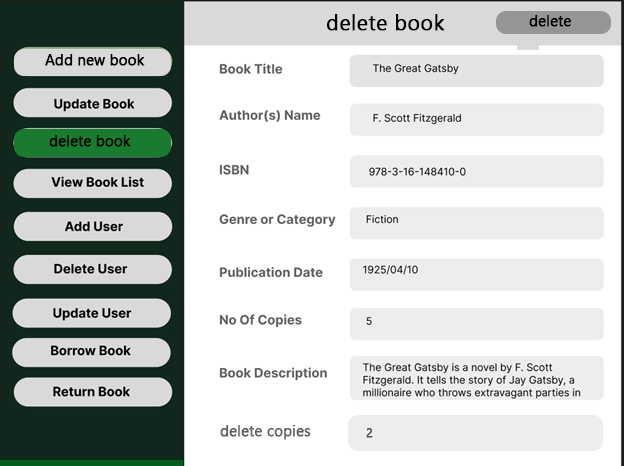 delete book
delete
Add new book
Update Book
delete book
View Book List
Add User
Delete User
Update User
Borrow Book
Return Book
Book Title
The Great Gatsby
Author(s) Name
F. Scott Fitzgerald
ISBN
978-3-16-148410-0
Genre or Category
Fiction
Publication Date
1925/04/10
No Of Copies
5
Book Description
The Great Gatsby is a novel by F. Scott
Fitzgerald. It tells the story of Jay Gatsby, a
millionaire who throws extravagant parties in
delete copies
2